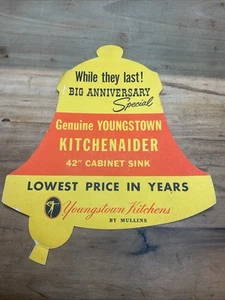 While they last!
BIG ANNIVERSARY
Special
Genuine YOUNGSTOWN
KITCHENAIDER
42" CABINET SINK
LOWEST PRICE IN YEARS
Youngstown Kitchens
BY MULLINS